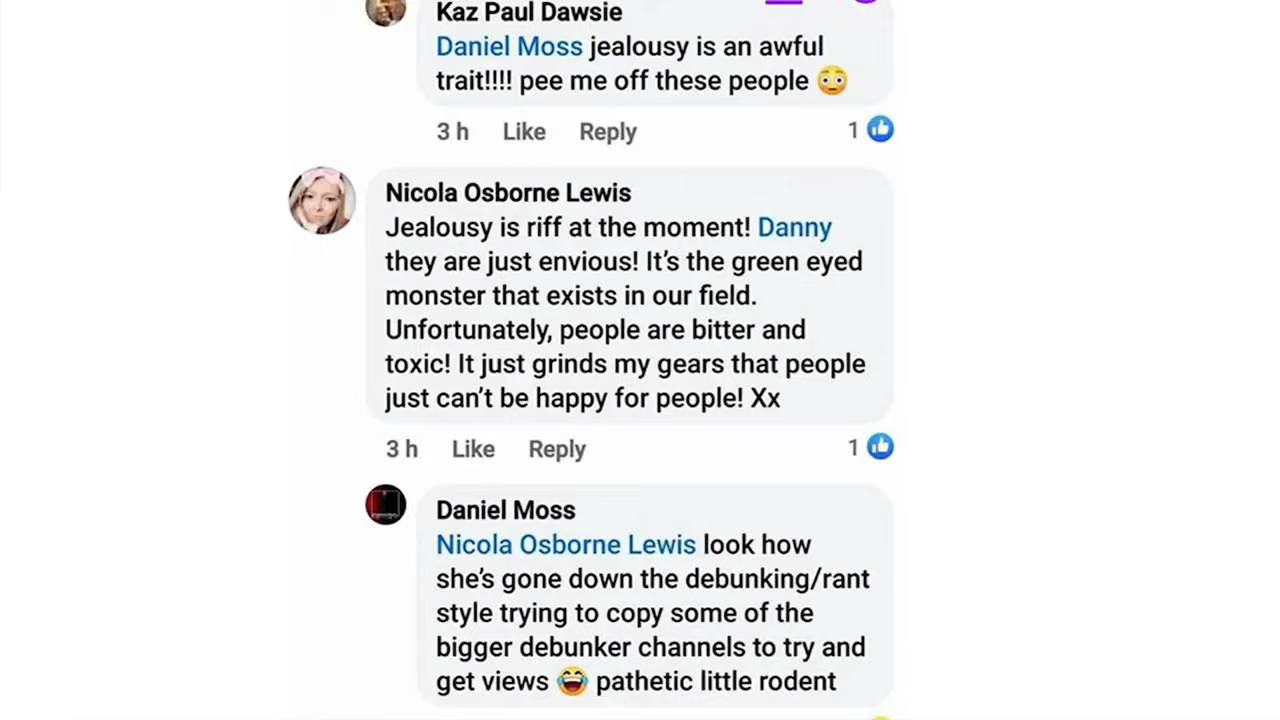 Kaz Paul Dawsie
Daniel Moss jealousy is an awful
trait!!!! pee me off these people 😳
3 h Like Reply 1
Nicola Osborne Lewis
Jealousy is riff at the moment! Danny
they are just envious! It’s the green eyed
monster that exists in our field.
Unfortunately, people are bitter and
toxic! It just grinds my gears that people
just can’t be happy for people! Xx
3 h Like Reply 1
Daniel Moss
Nicola Osborne Lewis look how
she’s gone down the debunking/rant
style trying to copy some of the
bigger debunker channels to try and
get views 😂 pathetic little rodent